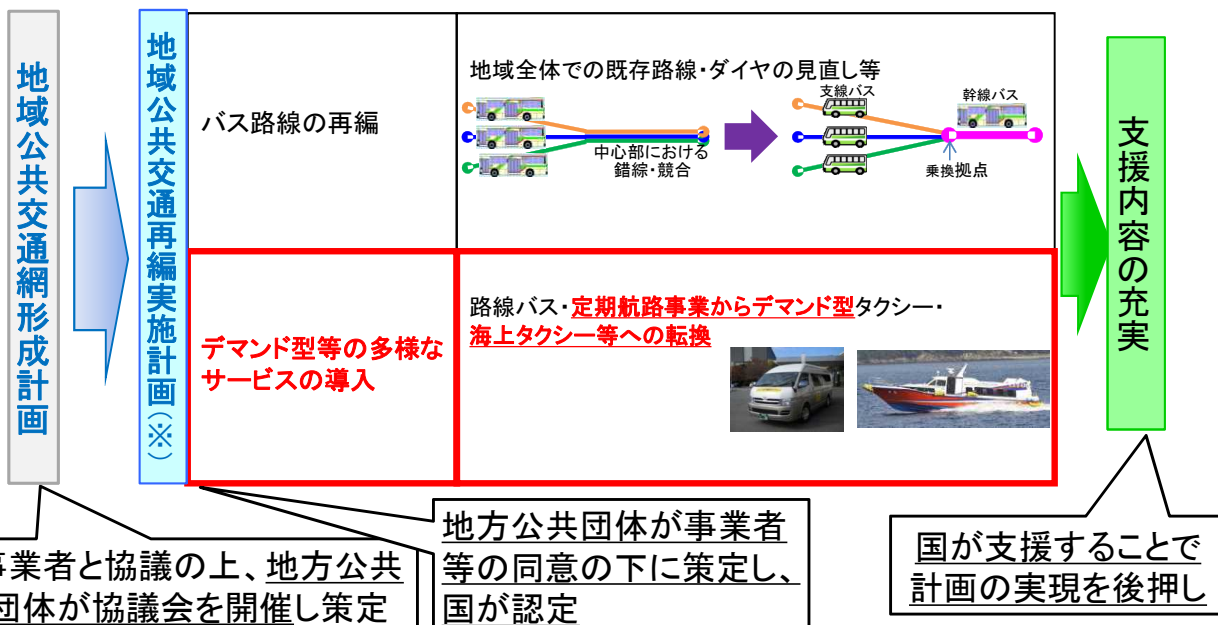 地域公共交通網形成計画
地域公共交通再編実施計画(※)
バス路線の再編
地域全体での既存路線・ダイヤの見直し等
支線バス
幹線バス
中心部における
錯綜・競合
乗換拠点
デマンド型等の多様な
サービスの導入
路線バス・定期航路事業からデマンド型タクシー・
海上タクシー等への転換
支援内容の充実
事業者と協議の上、地方公共
団体が協議会を開催し策定
地方公共団体が事業者
等の同意の下に策定し、
国が認定
国が支援することで
計画の実現を後押し